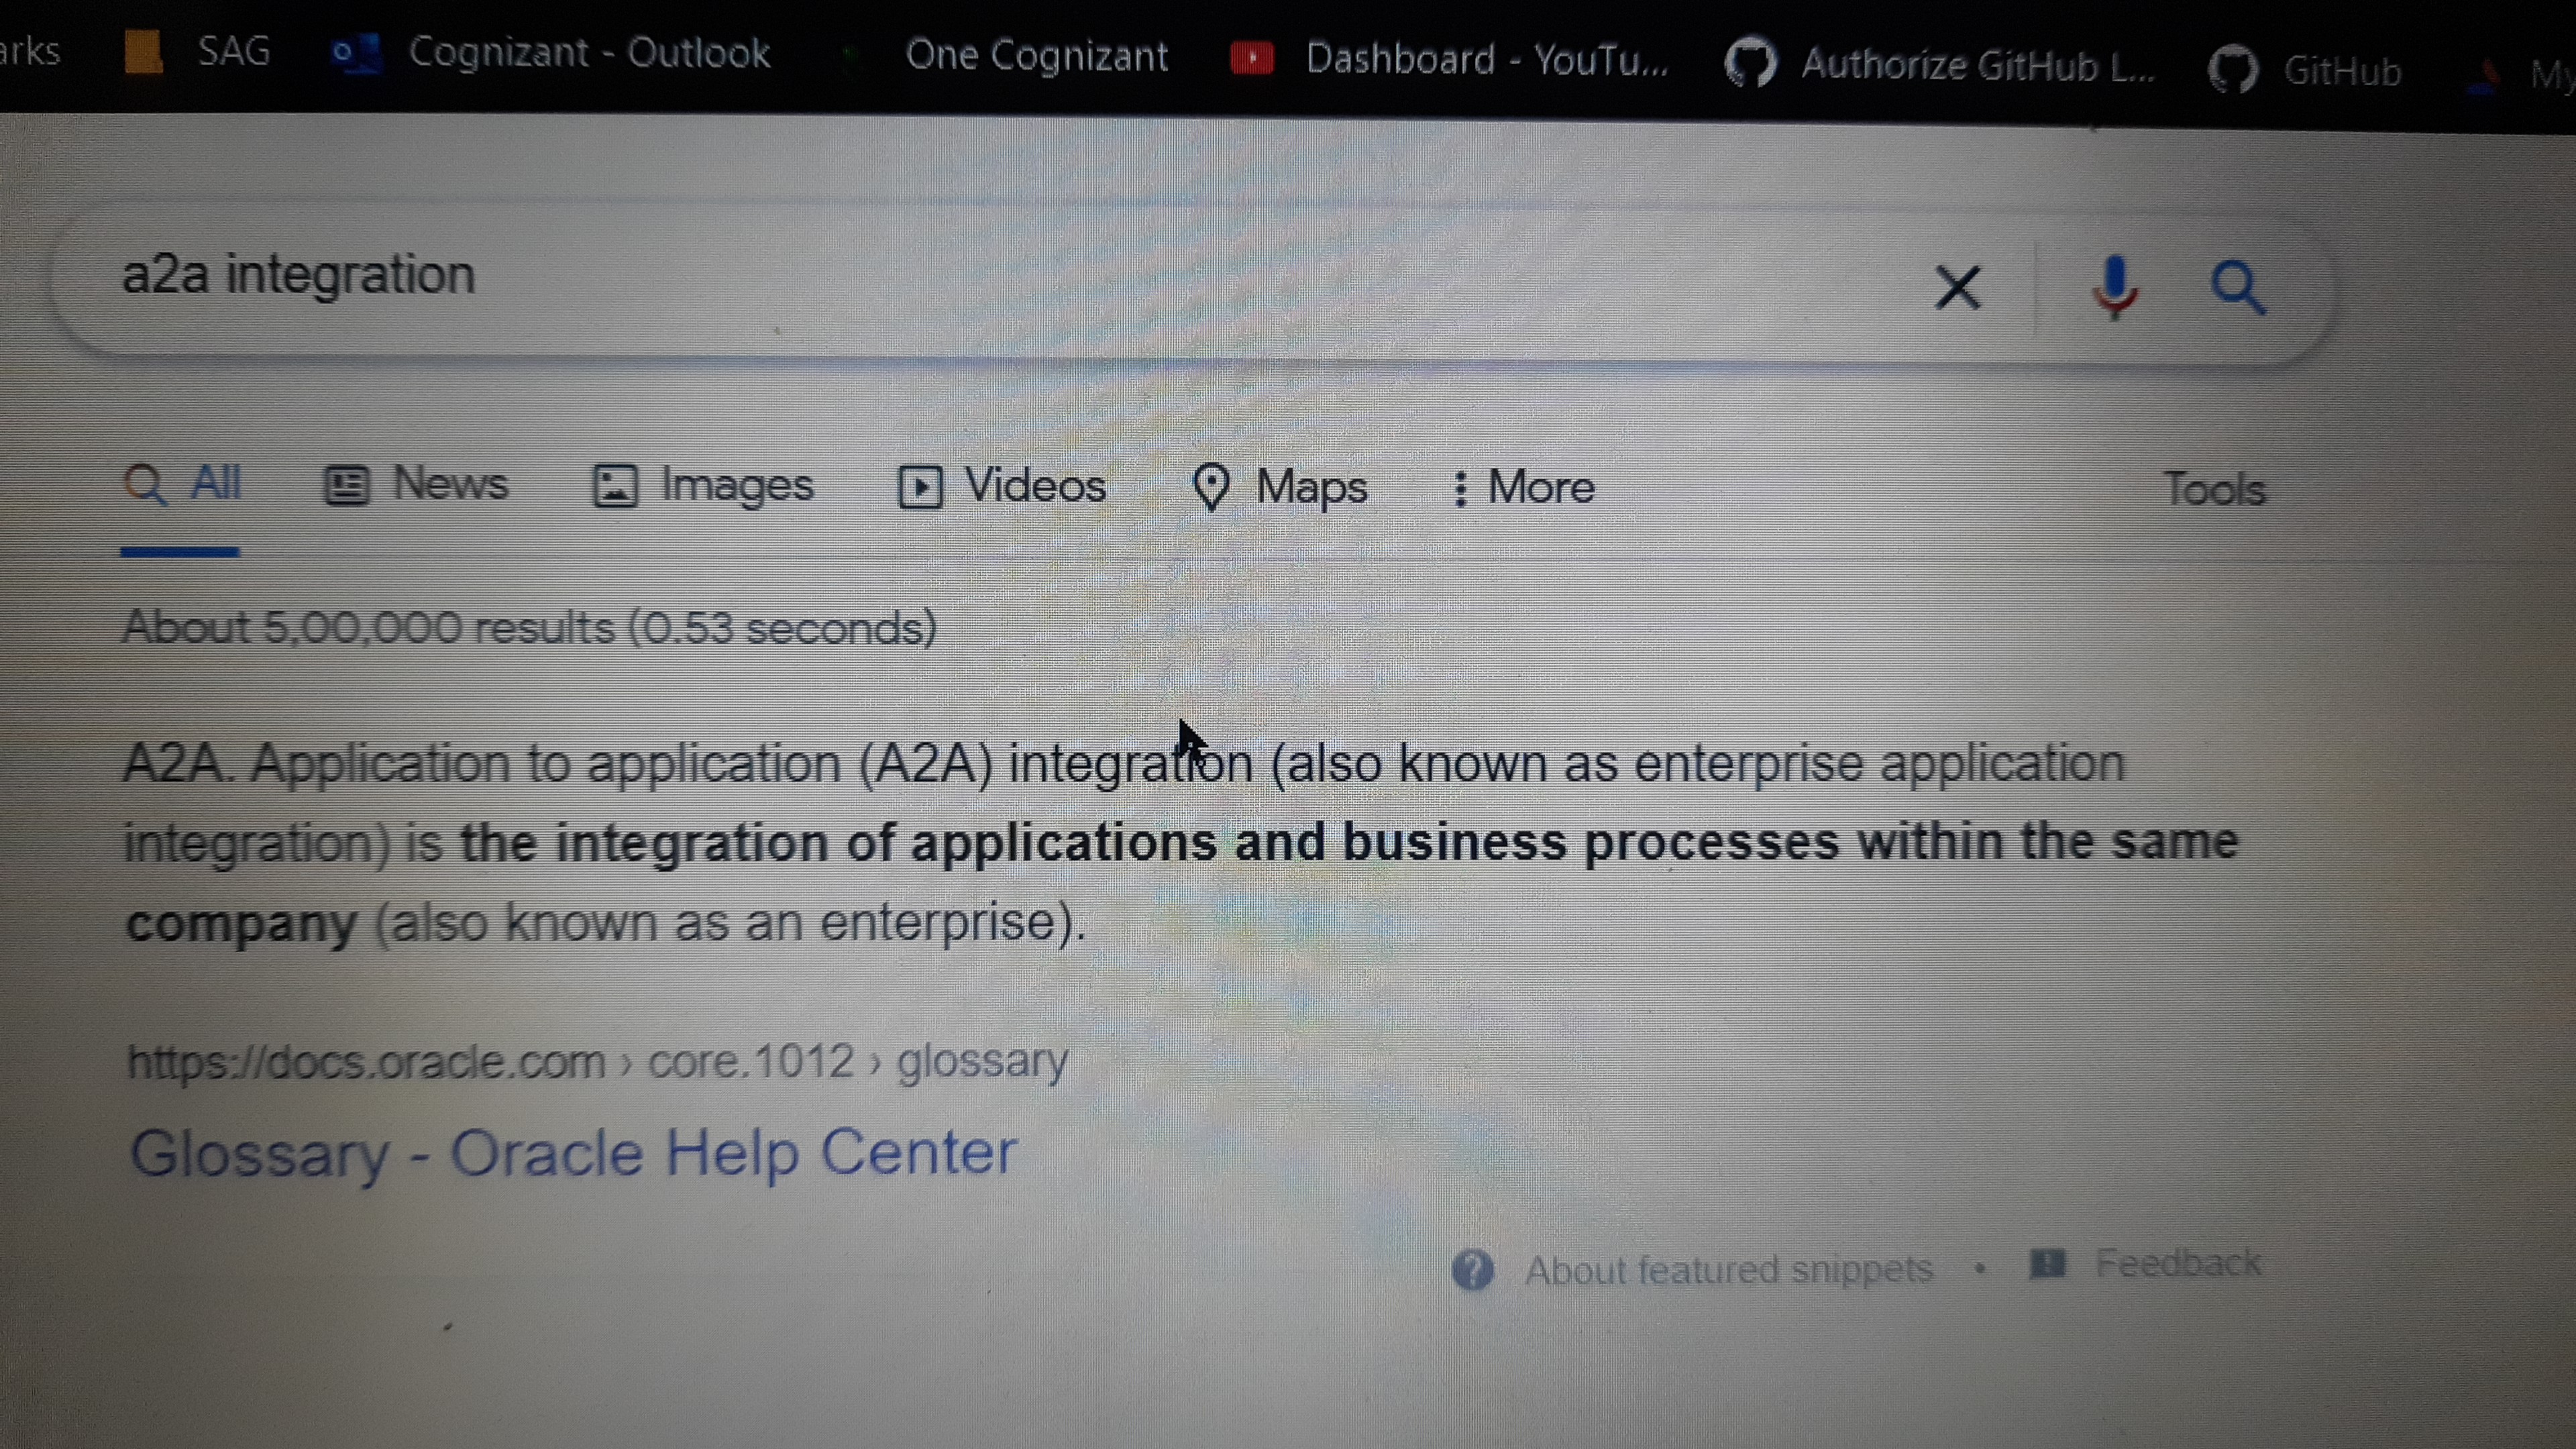 arks SAG Cognizant - Outlook One Cognizant Dashboard - YouTu... Authorize GitHub L... GitHub My
a2a integration
All News Images Videos Maps More Tools
About 5,00,000 results (0.53 seconds)
A2A. Application to application (A2A) integration (also known as enterprise application
integration) is the integration of applications and business processes within the same
company (also known as an enterprise).
https://docs.oracle.com › core.1012 › glossary
Glossary - Oracle Help Center
About featured snippets • Feedback